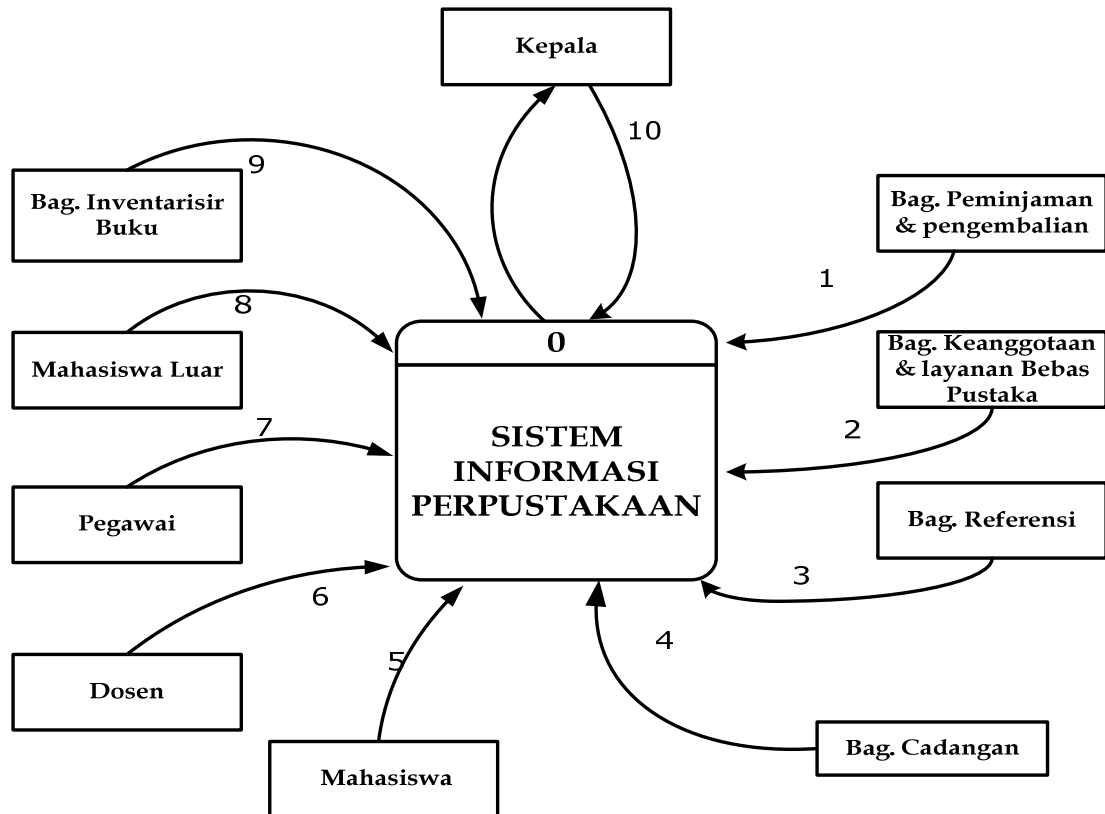 Kepala
10
9
Bag. Inventarisir
Buku
Bag. Peminjaman
& pengembalian
1
8
Mahasiswa Luar
0
Bag. Keanggotaan
& layanan Bebas
Pustaka
2
7
Pegawai
SISTEM
INFORMASI
PERPUSTAKAAN
Bag. Referensi
3
6
Dosen
5
Mahasiswa
4
Bag. Cadangan